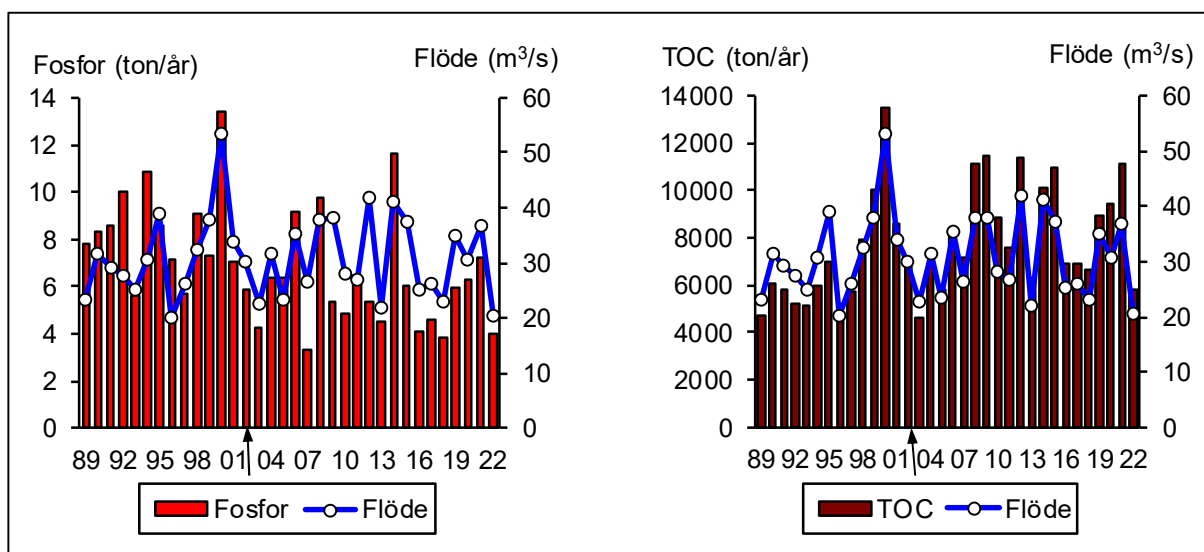 Fosfor (ton/år) Flöde (m³/s)
14 60
12 50
10 40
8 30
6 20
4 10
2 0
0
89 92 95 98 01 04 07 10 13 16 19 22
Fosfor Flöde
TOC (ton/år) Flöde (m³/s)
14000 60
12000 50
10000 40
8000 30
6000 20
4000 10
2000 0
0
89 92 95 98 01 04 07 10 13 16 19 22
TOC Flöde